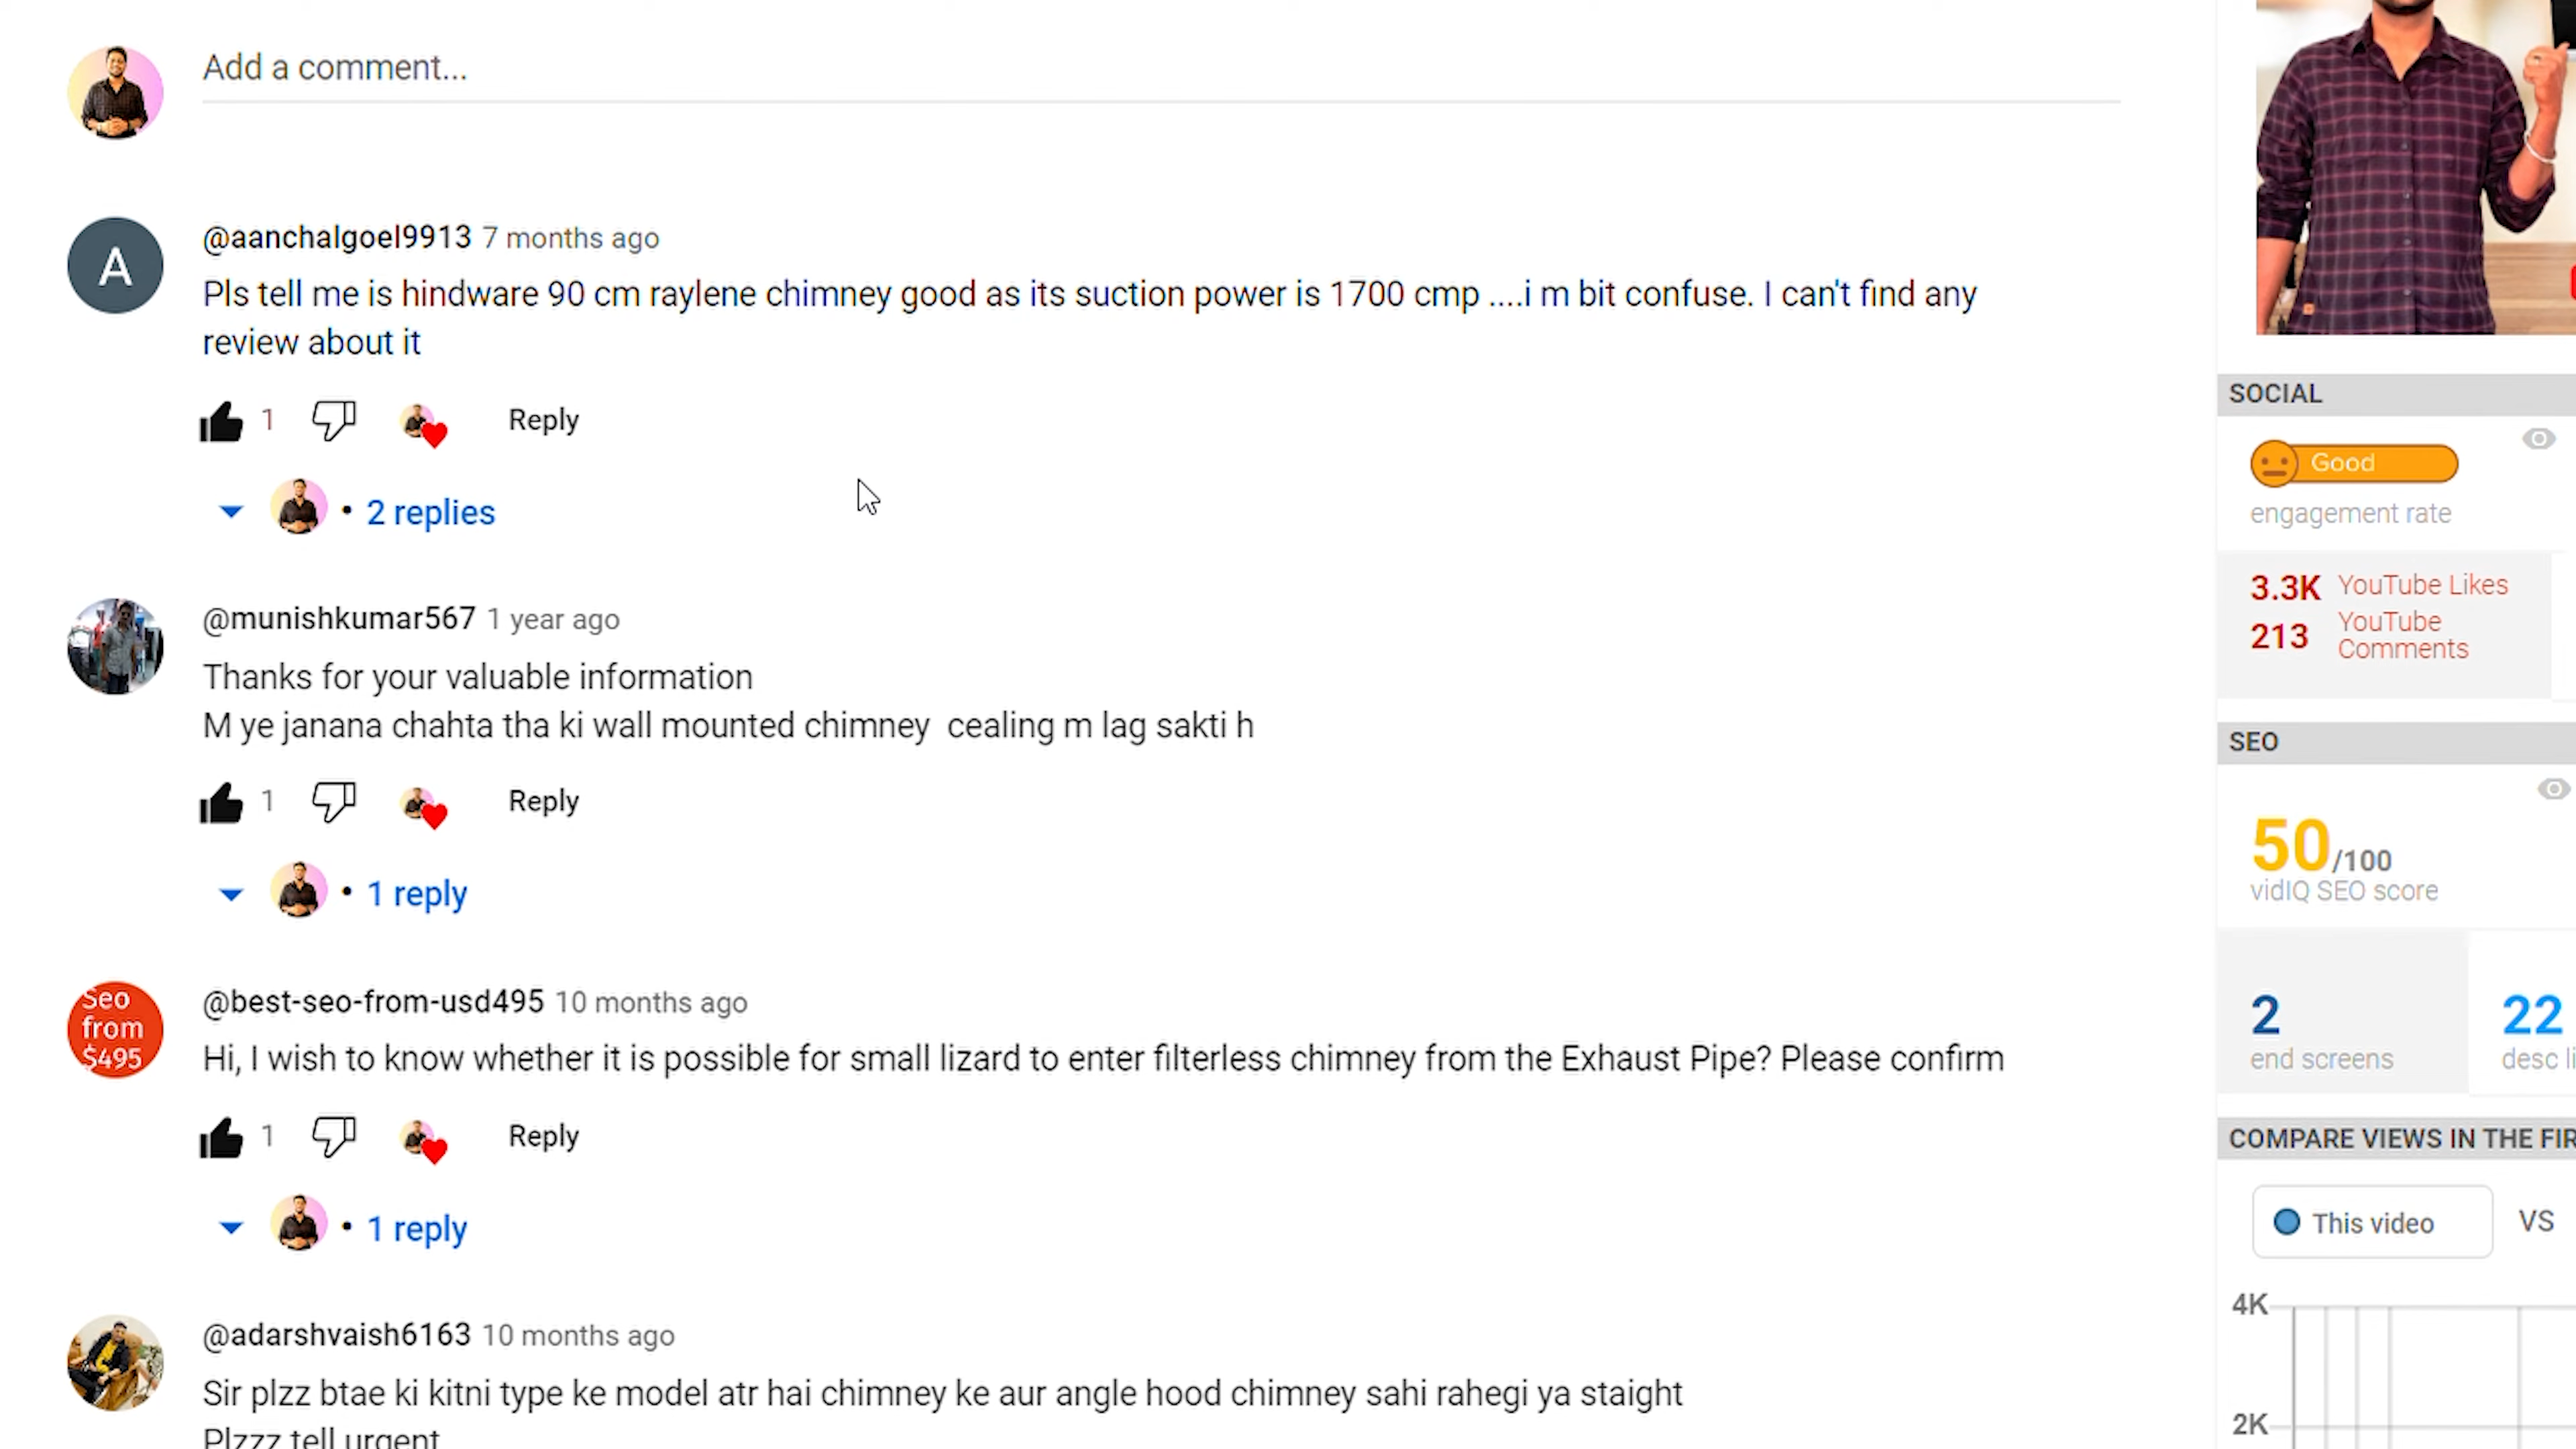 Add a comment...
@aanchalgoel9913 7 months ago
Pls tell me is hindware 90 cm raylene chimney good as its suction power is 1700 cmp ....i m bit confuse. I can't find any
review about it
1 Reply
• 2 replies
@munishkumar567 1 year ago
Thanks for your valuable information
M ye janana chahta tha ki wall mounted chimney cealing m lag sakti h
1 Reply
• 1 reply
Seo
from
$495
@best-seo-from-usd495 10 months ago
Hi, I wish to know whether it is possible for small lizard to enter filterless chimney from the Exhaust Pipe? Please confirm
1 Reply
• 1 reply
@adarshvaish6163 10 months ago
Sir plzz btae ki kitni type ke model atr hai chimney ke aur angle hood chimney sahi rahegi ya staight
Plzzz tell urgent
A
SOCIAL
Good
engagement rate
3.3K YouTube Likes
213 YouTube
Comments
SEO
50/100
vidIQ SEO score
2
end screens
22
desc li
COMPARE VIEWS IN THE FIR
This video VS
4K
2K